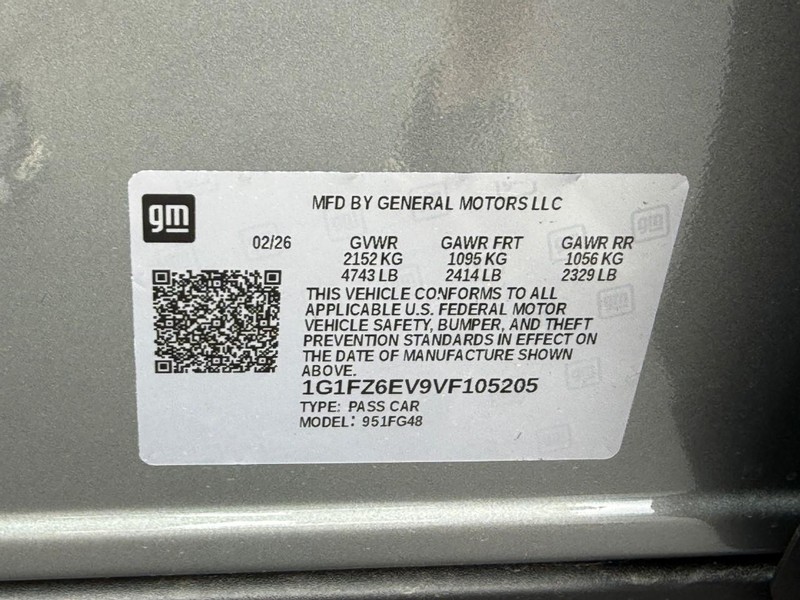 gm
MFD BY GENERAL MOTORS LLC
02/26 GVWR GAWR FRT GAWR RR
2152 KG 1095 KG 1056 KG
4743 LB 2414 LB 2329 LB
THIS VEHICLE CONFORMS TO ALL
APPLICABLE U.S. FEDERAL MOTOR
VEHICLE SAFETY, BUMPER, AND THEFT
PREVENTION STANDARDS IN EFFECT ON
THE DATE OF MANUFACTURE SHOWN
ABOVE.
1G1FZ6EV9VF105205
TYPE: PASS CAR
MODEL: 951FG48